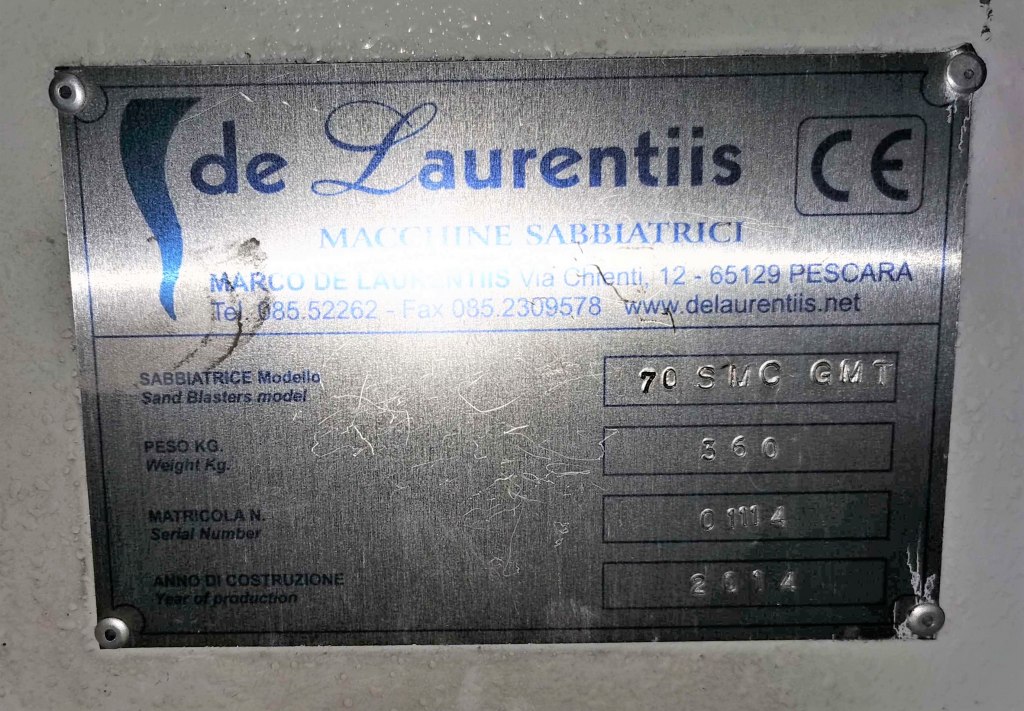 de Laurentiis
CE
MACCHINE SABBIATRICI
MARCO DE LAURENTIIS Via Chienti, 12 - 65129 PESCARA
Tel. 085.52262 - Fax 085.2309578 www.delaurentiis.net
SABBIATRICE Modello
Sand Blasters model
70 SMC GMT
PESO KG.
Weight Kg.
360
MATRICOLA N.
Serial Number
01114
ANNO DI COSTRUZIONE
Year of production
2014